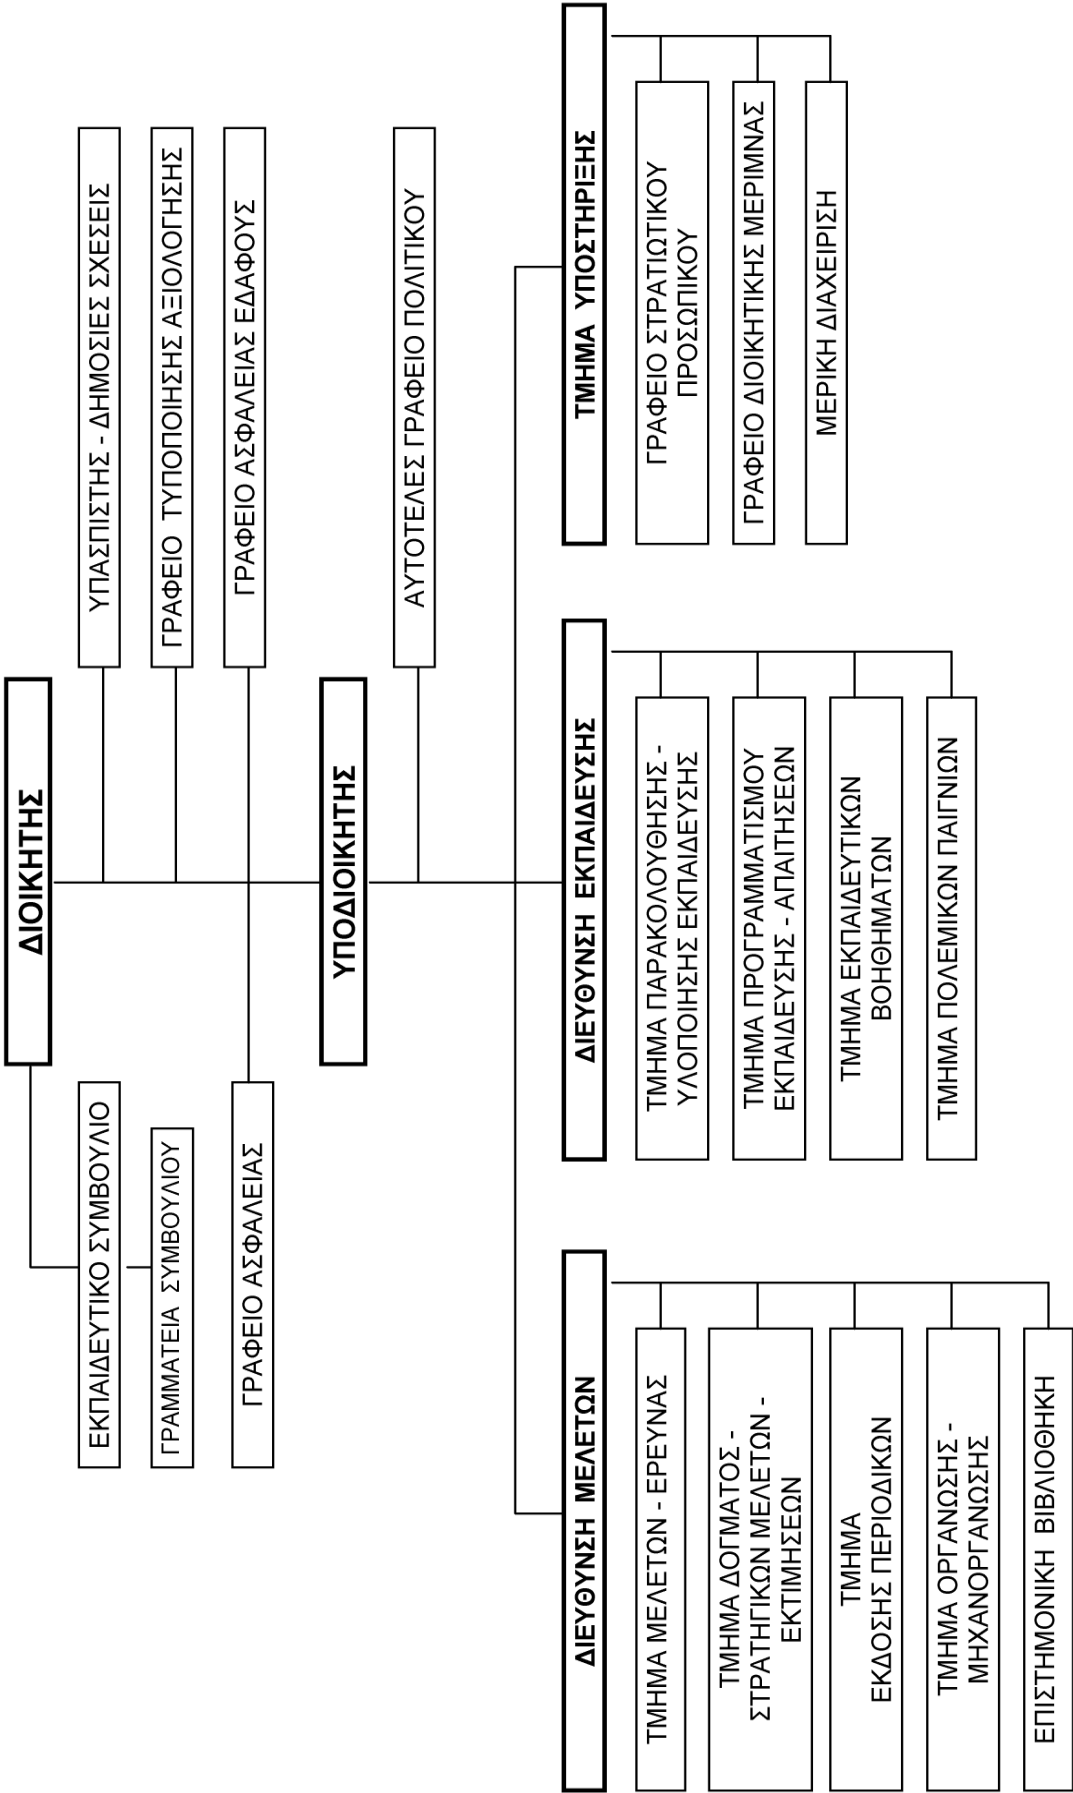 ΔΙΟΙΚΗΤΗΣ
ΕΚΠΑΙΔΕΥΤΙΚΟ ΣΥΜΒΟΥΛΙΟ
ΥΠΑΣΠΙΣΤΗΣ - ΔΗΜΟΣΙΕΣ ΣΧΕΣΕΙΣ
ΓΡΑΜΜΑΤΕΙΑ ΣΥΜΒΟΥΛΙΟΥ
ΓΡΑΦΕΙΟ ΤΥΠΟΠΟΙΗΣΗΣ ΑΞΙΟΛΟΓΗΣΗΣ
ΓΡΑΦΕΙΟ ΑΣΦΑΛΕΙΑΣ
ΓΡΑΦΕΙΟ ΑΣΦΑΛΕΙΑΣ ΕΔΑΦΟΥΣ
ΥΠΟΔΙΟΙΚΗΤΗΣ
ΑΥΤΟΤΕΛΕΣ ΓΡΑΦΕΙΟ ΠΟΛΙΤΙΚΟΥ
ΔΙΕΥΘΥΝΣΗ ΜΕΛΕΤΩΝ
ΤΜΗΜΑ ΜΕΛΕΤΩΝ - ΕΡΕΥΝΑΣ
ΤΜΗΜΑ ΔΟΓΜΑΤΟΣ -
ΣΤΡΑΤΗΓΙΚΩΝ ΜΕΛΕΤΩΝ -
ΕΚΤΙΜΗΣΕΩΝ
ΤΜΗΜΑ
ΕΚΔΟΣΗΣ ΠΕΡΙΟΔΙΚΩΝ
ΤΜΗΜΑ ΟΡΓΑΝΩΣΗΣ -
ΜΗΧΑΝΟΡΓΑΝΩΣΗΣ
ΕΠΙΣΤΗΜΟΝΙΚΗ ΒΙΒΛΙΟΘΗΚΗ
ΔΙΕΥΘΥΝΣΗ ΕΚΠΑΙΔΕΥΣΗΣ
ΤΜΗΜΑ ΠΑΡΑΚΟΛΟΥΘΗΣΗΣ -
ΥΛΟΠΟΙΗΣΗΣ ΕΚΠΑΙΔΕΥΣΗΣ
ΤΜΗΜΑ ΠΡΟΓΡΑΜΜΑΤΙΣΜΟΥ
ΕΚΠΑΙΔΕΥΣΗΣ - ΑΠΑΙΤΗΣΕΩΝ
ΤΜΗΜΑ ΕΚΠΑΙΔΕΥΤΙΚΩΝ
ΒΟΗΘΗΜΑΤΩΝ
ΤΜΗΜΑ ΠΟΛΕΜΙΚΩΝ ΠΑΙΓΝΙΩΝ
ΤΜΗΜΑ ΥΠΟΣΤΗΡΙΞΗΣ
ΓΡΑΦΕΙΟ ΣΤΡΑΤΙΩΤΙΚΟΥ
ΠΡΟΣΩΠΙΚΟΥ
ΓΡΑΦΕΙΟ ΔΙΟΙΚΗΤΙΚΗΣ ΜΕΡΙΜΝΑΣ
ΜΕΡΙΚΗ ΔΙΑΧΕΙΡΙΣΗ